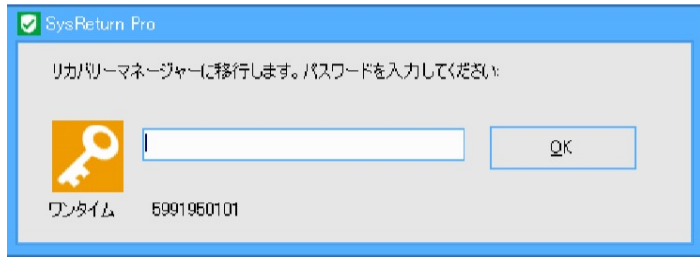 SysReturn Pro
リカバリーマネージャーに移行します。パスワードを入力してください:
OK
ワンタイム 5991950101